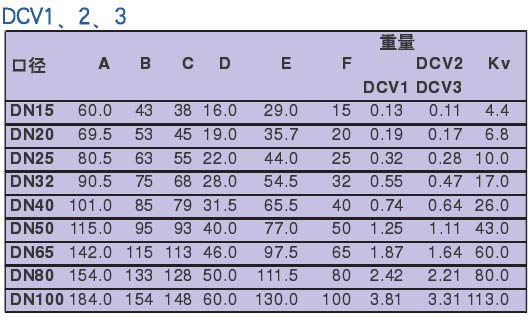 DCV1、2、3
重量
口径 A B C D E F DCV2 Kv
DCV1 DCV3
DN15 60.0 43 38 16.0 29.0 15 0.13 0.11 4.4
DN20 69.5 53 45 19.0 35.7 20 0.19 0.17 6.8
DN25 80.5 63 55 22.0 44.0 25 0.32 0.28 10.0
DN32 90.5 75 68 28.0 54.5 32 0.55 0.47 17.0
DN40 101.0 85 79 31.5 65.5 40 0.74 0.64 26.0
DN50 115.0 95 93 40.0 77.0 50 1.25 1.11 43.0
DN65 142.0 115 113 46.0 97.5 65 1.87 1.64 60.0
DN80 154.0 133 128 50.0 111.5 80 2.42 2.21 80.0
DN100 184.0 154 148 60.0 130.0 100 3.81 3.31 113.0